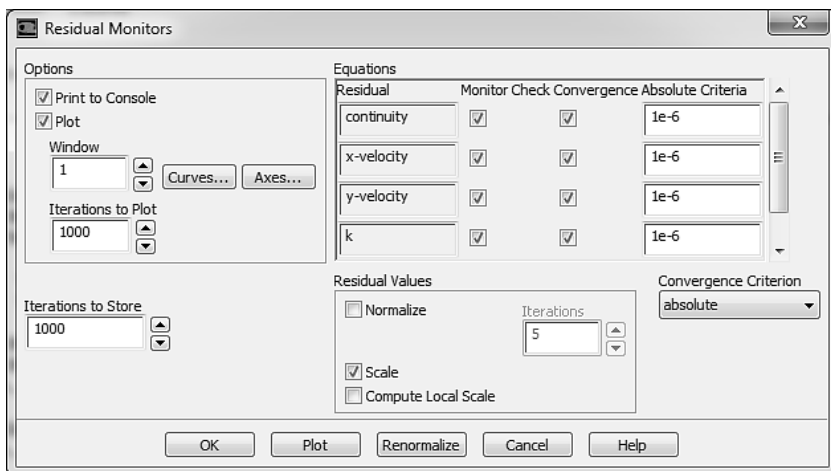 Residual Monitors
x
Options
Print to Console
Plot
Window
1
Curves...
Axes...
Iterations to Plot
1000
Iterations to Store
1000
Equations
Residual Monitor Check Convergence Absolute Criteria
continuity 1e-6
x-velocity 1e-6
y-velocity 1e-6
k 1e-6
Residual Values
Normalize
Iterations
5
Scale
Compute Local Scale
Convergence Criterion
absolute
OK Plot Renormalize Cancel Help